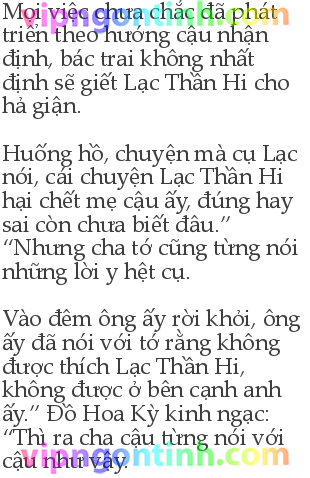 Mọi việc chưa chắc đã phát
triển theo hướng cậu nhận
định, bác trai không nhất
định sẽ giết Lạc Thần Hi cho
hả giận.
Huống hồ, chuyện mà cụ Lạc
nói, cái chuyện Lạc Thần Hi
hại chết mẹ cậu ấy, đúng hay
sai còn chưa biết đâu.”
“Nhưng cha tớ cũng từng nói
những lời y hệt cụ.
Vào đêm ông ấy rời khỏi, ông
ấy đã nói với tớ rằng không
được thích Lạc Thần Hi,
không được ở bên cạnh anh
ấy.” Đồ Hoa Kỳ kinh ngạc:
“Thì ra cha cậu từng nói với
cậu như vậy.
vipngontinh.com
vipngontinh.com